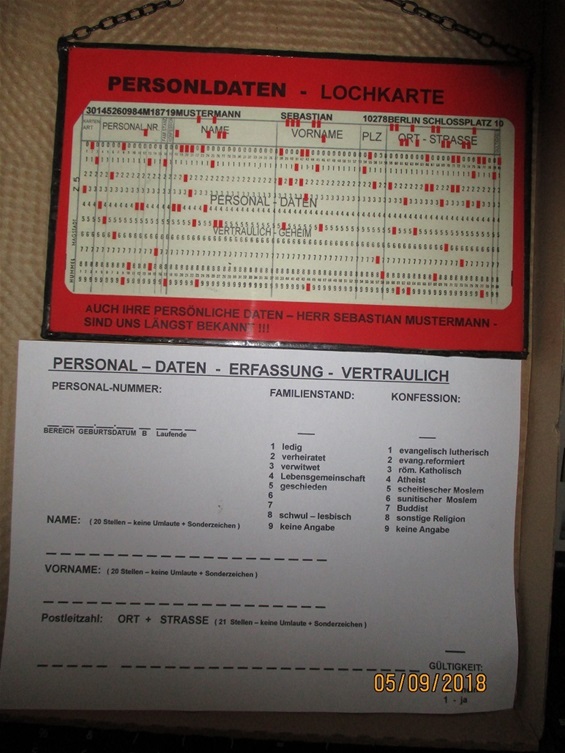 PERSONLDATEN - LOCHKARTE
30145260984M18719MUSTERMANN SEBASTIAN 10278BERLIN SCHLOSSPLATZ 10
KARTEN ART PERSONAL NR. NAME VORNAME PLZ ORT - STRASSE
PERSONAL - DATEN
VERTRAULICH - GEHEIM
AUCH IHRE PERSÖNLICHE DATEN – HERR SEBASTIAN MUSTERMANN -
SIND UNS LÄNGST BEKANNT !!!
PERSONAL – DATEN - ERFASSUNG - VERTRAULICH
PERSONAL-NUMMER: FAMILIENSTAND: KONFESSION:
BEREICH GEBURTSDATUM B Laufende
1 ledig
2 verheiratet
3 verwitwet
4 Lebensgemeinschaft
5 geschieden
6
7
8 schwul – lesbisch
9 keine Angabe
1 evangelisch lutherisch
2 evang.reformiert
3 röm. Katholisch
4 Atheist
5 scheitiescher Moslem
6 sunitischer Moslem
7 Buddist
8 sonstige Religion
9 keine Angabe
NAME: ( 20 Stellen – keine Umlaute + Sonderzeichen )
VORNAME: ( 20 Stellen – keine Umlaute + Sonderzeichen )
Postleitzahl: ORT + STRASSE ( 21 Stellen – keine Umlaute + Sonderzeichen )
GÜLTIGKEIT:
05/09/2018
1 - ja